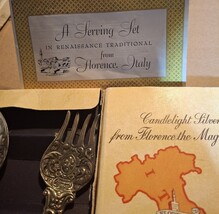 A Serving Set
IN RENAISSANCE TRADITIONAL
from
Florence, Italy
Candlelight Silver
from Florence the Mag